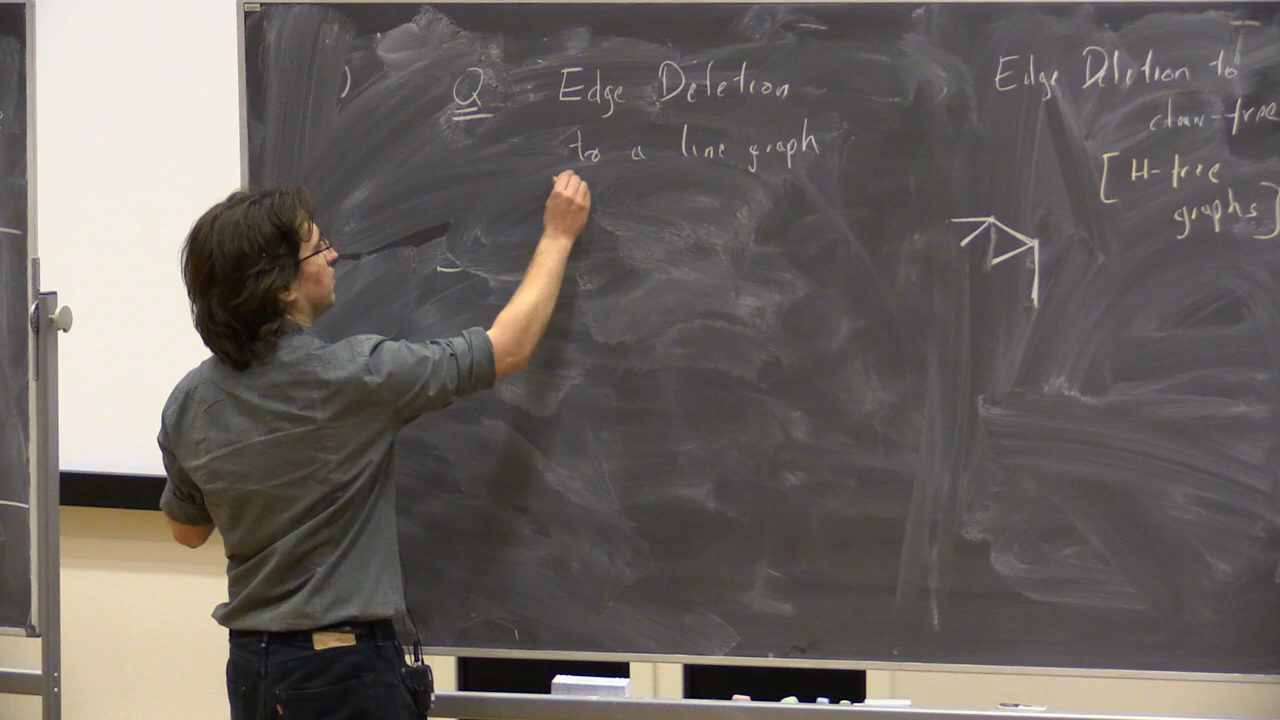 ) Q Edge Deletion
to a line graph
Edge Deletion to
claw-free
[ H-free
graphs ]